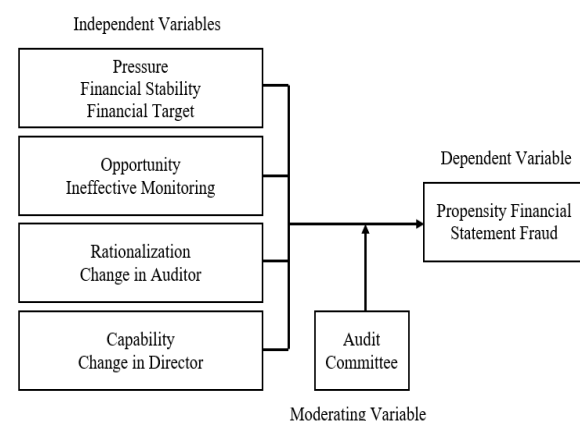 Independent Variables
Pressure
Financial Stability
Financial Target
Opportunity
Ineffective Monitoring
Rationalization
Change in Auditor
Capability
Change in Director
Dependent Variable
Propensity Financial
Statement Fraud
Audit
Committee
Moderating Variable